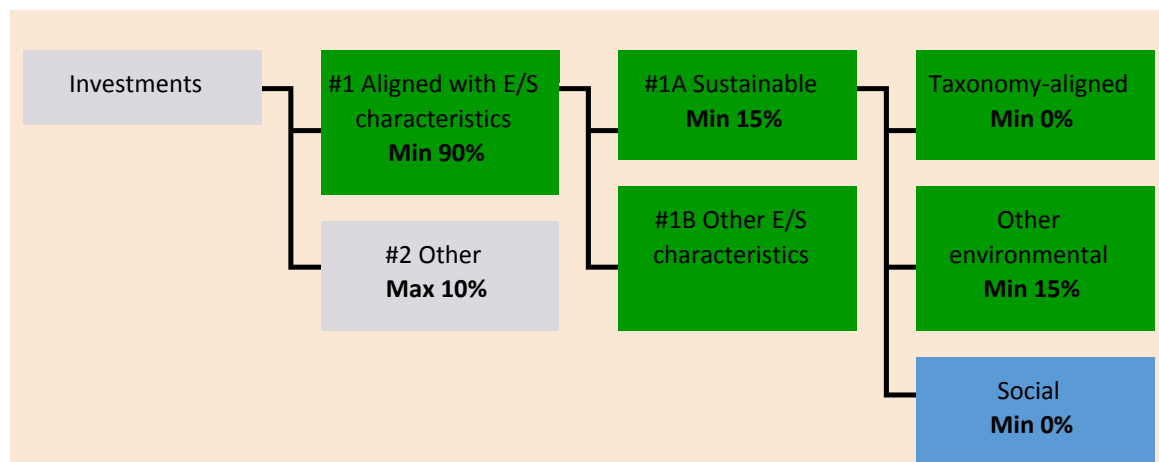 Investments
#1 Aligned with E/S
characteristics
Min 90%
#2 Other
Max 10%
#1A Sustainable
Min 15%
#1B Other E/S
characteristics
Taxonomy-aligned
Min 0%
Other
environmental
Min 15%
Social
Min 0%